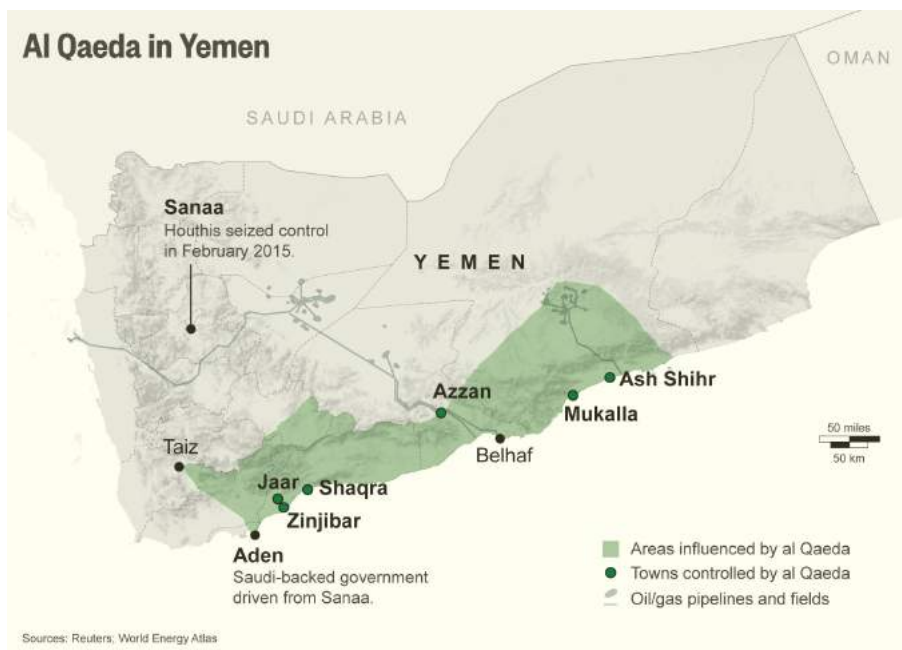 Al Qaeda in Yemen
OMAN
SAUDI ARABIA
Sanaa
Houthis seized control
in February 2015.
YEMEN
Azzan
Ash Shihr
Mukalla
Taiz
Belhaf
Jaar
Shaqra
Zinjibar
Aden
Saudi-backed government
driven from Sanaa.
50 miles
50 km
Areas influenced by al Qaeda
Towns controlled by al Qaeda
Oil/gas pipelines and fields
Sources: Reuters; World Energy Atlas